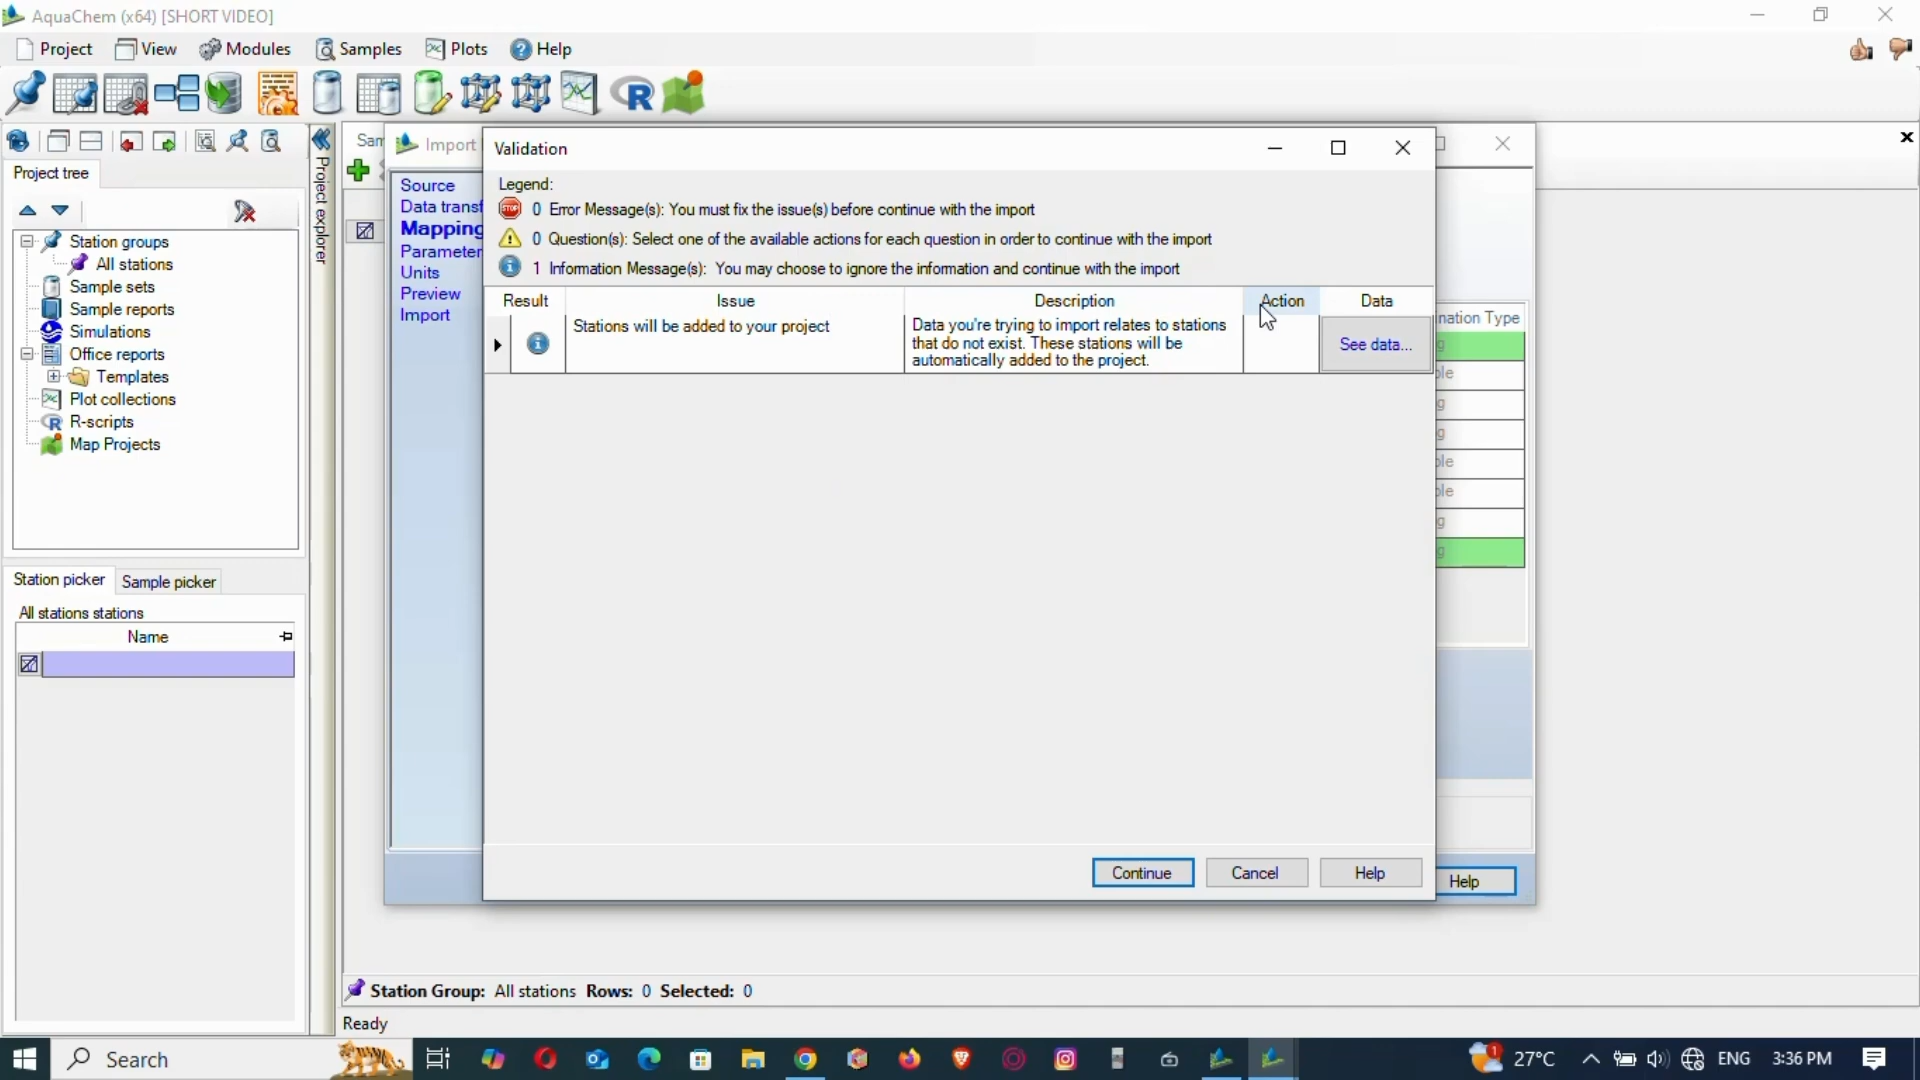 AquaChem (x64) [SHORT VIDEO]
Project View Modules Samples Plots Help
Project tree
Station groups
All stations
Sample sets
Sample reports
Simulations
Office reports
Templates
Plot collections
R-scripts
Map Projects
Station picker Sample picker
All stations stations
Name
Project explorer
Import
Source
Data transf
Mapping
Parameter
Units
Preview
Import
Validation
Legend:
STOP 0 Error Message(s): You must fix the issue(s) before continue with the import
0 Question(s): Select one of the available actions for each question in order to continue with the import
1 Information Message(s): You may choose to ignore the information and continue with the import
Result Issue Description Action Data
Stations will be added to your project
Data you're trying to import relates to stations
that do not exist. These stations will be
automatically added to the project.
See data...
Continue Cancel Help
nation Type
Help
Station Group: All stations Rows: 0 Selected: 0
Ready
Search
27°C ENG 3:36 PM